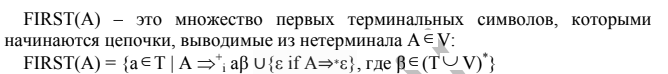 FIRST(A) – это множество первых терминальных символов, которыми
начинаются цепочки, выводимые из нетерминала A∈V:
FIRST(A) = {a∈T | A ⇒⁺ᵢ aβ ∪{ε if A⇒*ε}, где β∈(T∪V)*}